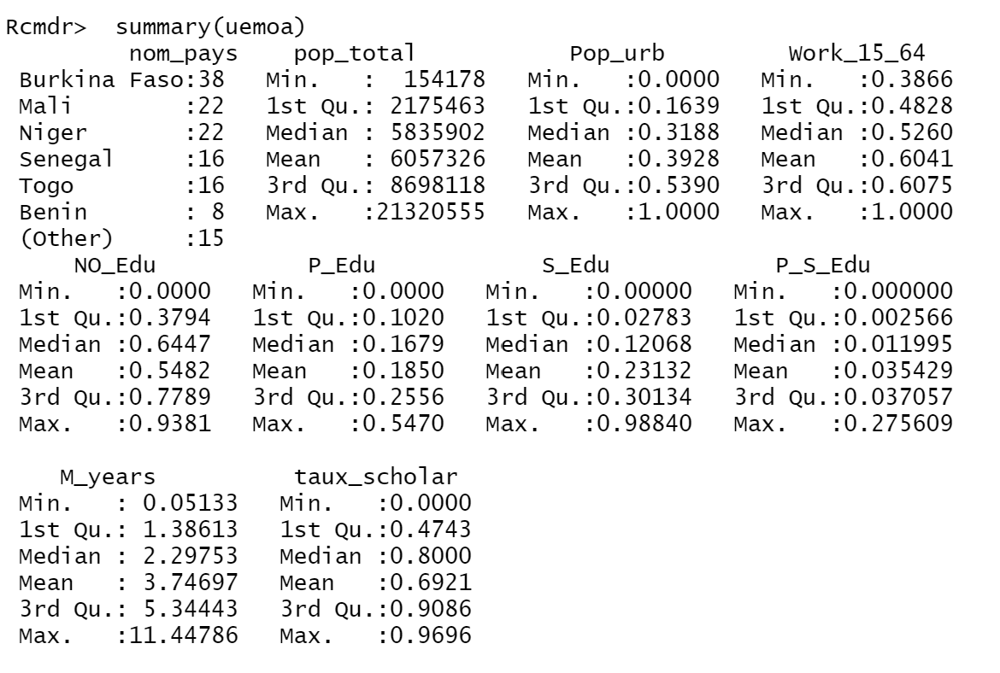 Rcmdr>  summary(uemoa)
         nom_pays    pop_total           Pop_urb         Work_15_64
 Burkina Faso:38   Min.   :  154178   Min.   :0.0000   Min.   :0.3866
 Mali        :22   1st Qu.: 2175463   1st Qu.:0.1639   1st Qu.:0.4828
 Niger       :22   Median : 5835902   Median :0.3188   Median :0.5260
 Senegal     :16   Mean   : 6057326   Mean   :0.3928   Mean   :0.6041
 Togo        :16   3rd Qu.: 8698118   3rd Qu.:0.5390   3rd Qu.:0.6075
 Benin       : 8   Max.   :21320555   Max.   :1.0000   Max.   :1.0000
 (Other)     :15
     NO_Edu           P_Edu            S_Edu            P_S_Edu
 Min.   :0.0000   Min.   :0.0000   Min.   :0.00000   Min.   :0.000000
 1st Qu.:0.3794   1st Qu.:0.1020   1st Qu.:0.02783   1st Qu.:0.002566
 Median :0.6447   Median :0.1679   Median :0.12068   Median :0.011995
 Mean   :0.5482   Mean   :0.1850   Mean   :0.23132   Mean   :0.035429
 3rd Qu.:0.7789   3rd Qu.:0.2556   3rd Qu.:0.30134   3rd Qu.:0.037057
 Max.   :0.9381   Max.   :0.5470   Max.   :0.98840   Max.   :0.275609
    M_years          taux_scholar
 Min.   : 0.05133   Min.   :0.0000
 1st Qu.: 1.38613   1st Qu.:0.4743
 Median : 2.29753   Median :0.8000
 Mean   : 3.74697   Mean   :0.6921
 3rd Qu.: 5.34443   3rd Qu.:0.9086
 Max.   :11.44786   Max.   :0.9696